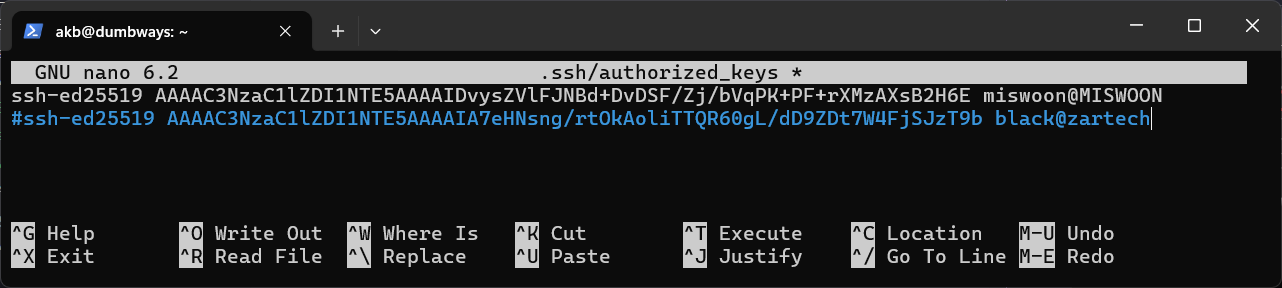 akb@dumbways: ~
GNU nano 6.2 .ssh/authorized_keys *
ssh-ed25519 AAAAC3NzaC1lZDI1NTE5AAAAIDvysZVlFJNBd+DvDSF/Zj/bVqPK+PF+rXMzAXsB2H6E miswoon@MISWOON
#ssh-ed25519 AAAAC3NzaC1lZDI1NTE5AAAAIA7eHNsng/rtOkAoliTTQR60gL/dD9ZDt7W4FjSJzT9b black@zartech
^G Help ^O Write Out ^W Where Is ^K Cut ^T Execute ^C Location M-U Undo
^X Exit ^R Read File ^\ Replace ^U Paste ^J Justify ^/ Go To Line M-E Redo